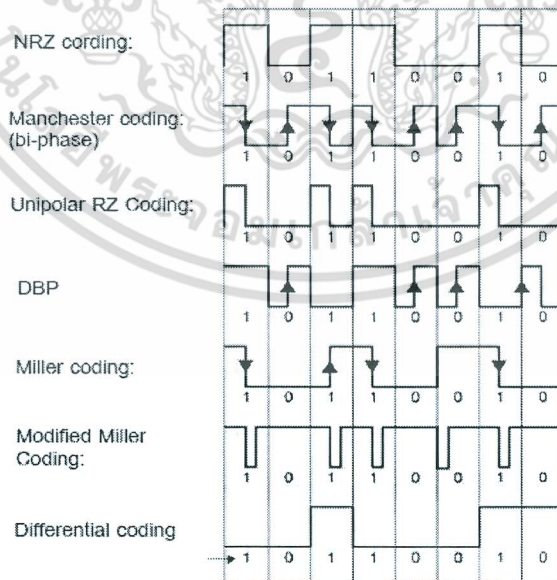 NRZ cording:
1 0 1 1 0 0 1 0
Manchester coding:
(bi-phase)
1 0 1 1 0 0 1 0
Unipolar RZ Coding:
1 0 1 1 0 0 1 0
DBP
1 0 1 1 0 0 1 0
Miller coding:
1 0 1 1 0 0 1 0
Modified Miller
Coding:
1 0 1 1 0 0 1 0
Differential coding
1 0 1 1 0 0 1 0